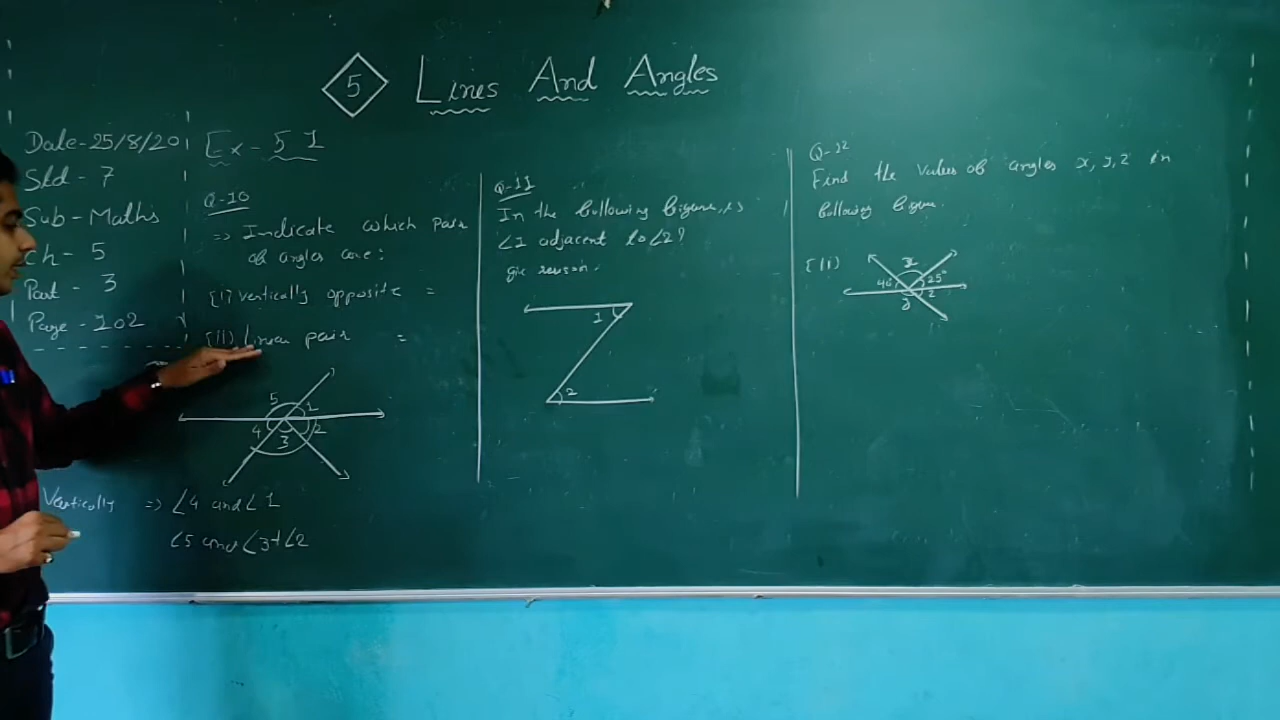 5 Lines And Angles
Date-25/8/20
Std - 7
Sub - Maths
Ch - 5
Part - 3
Page - 102
Ex - 5 1
Q-10
⇒ Indicate which pair
of angles are:
(i) vertically opposite =
(ii) Linear pair =
5 1
4 2
3
Vertically ⇒ ∠4 and ∠1
∠5 and ∠3+∠2
Q-11
In the following figure, is
∠1 adjacent to ∠2?
give reason.
1
2
Q-12
Find the values of angles x, y, z in
following figure.
(ii)
x
40° 25°
z